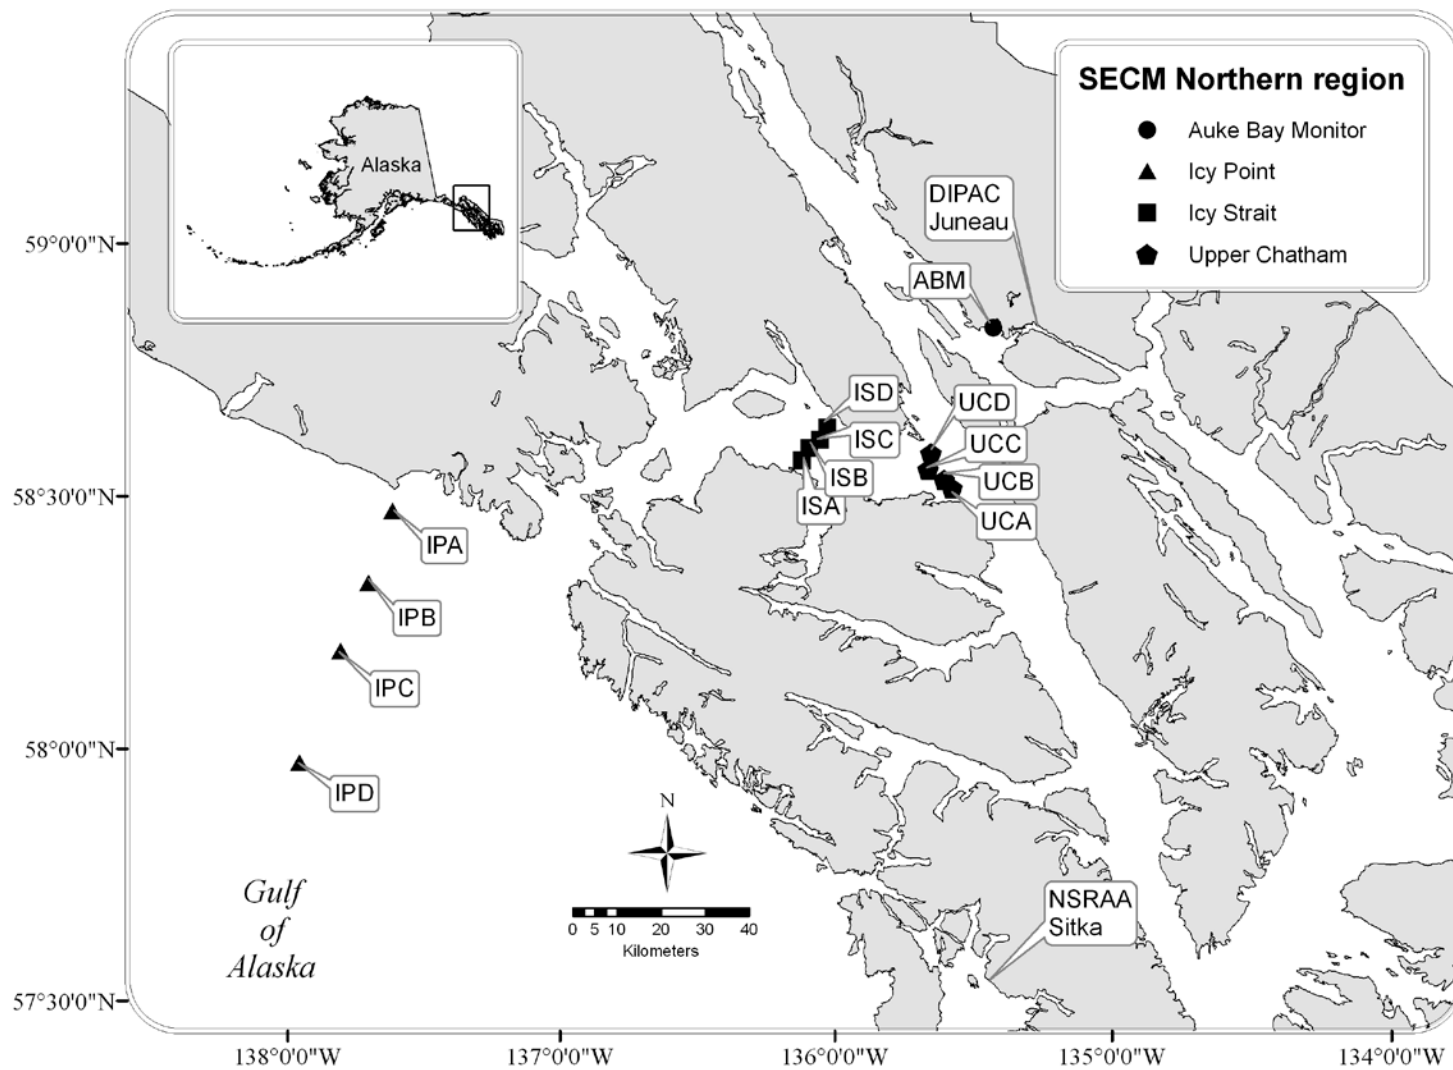 Alaska
SECM Northern region
Auke Bay Monitor
Icy Point
Icy Strait
Upper Chatham
DIPAC
Juneau
ABM
59°0'0"N
ISD
UCD
ISC
UCC
ISB
UCB
58°30'0"N
ISA
UCA
IPA
IPB
IPC
58°0'0"N
IPD
N
Gulf
of
Alaska
NSRAA
Sitka
0 5 10 20 30 40
Kilometers
57°30'0"N
138°0'0"W 137°0'0"W 136°0'0"W 135°0'0"W 134°0'0"W